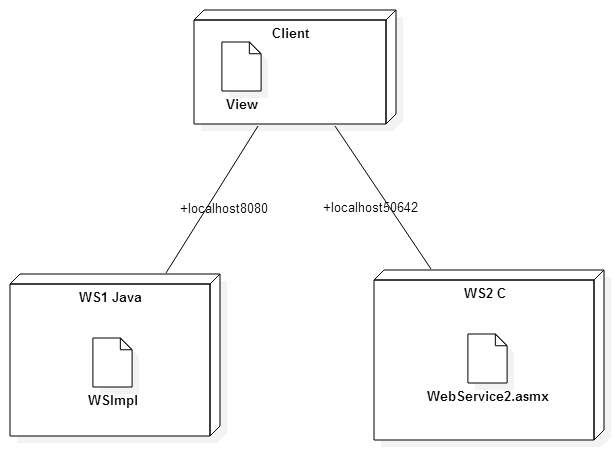 Client
View
+localhost8080
+localhost50642
WS1 Java
WS2 C
WSImpl
WebService2.asmx